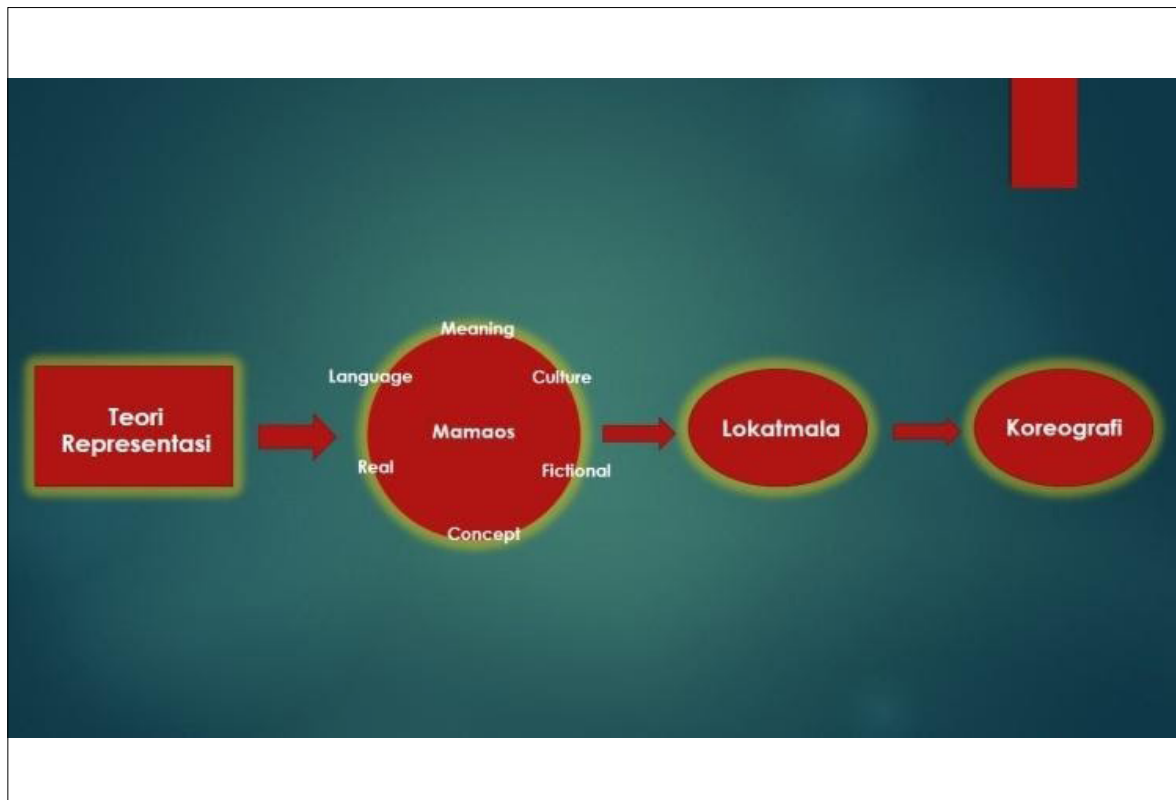 Teori
Representasi
Meaning
Language
Culture
Mamaos
Real
Fictional
Concept
Lokatmala
Koreografi